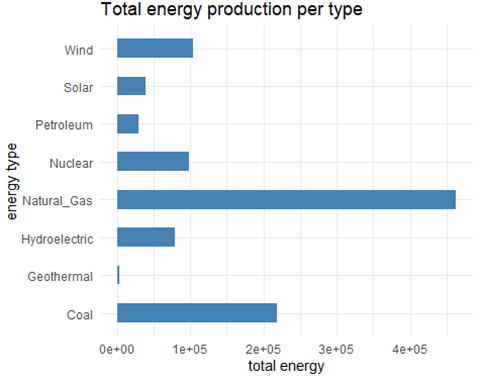 Total energy production per type
energy type
Wind
Solar
Petroleum
Nuclear
Natural_Gas
Hydroelectric
Geothermal
Coal
0e+00 1e+05 2e+05 3e+05 4e+05
total energy